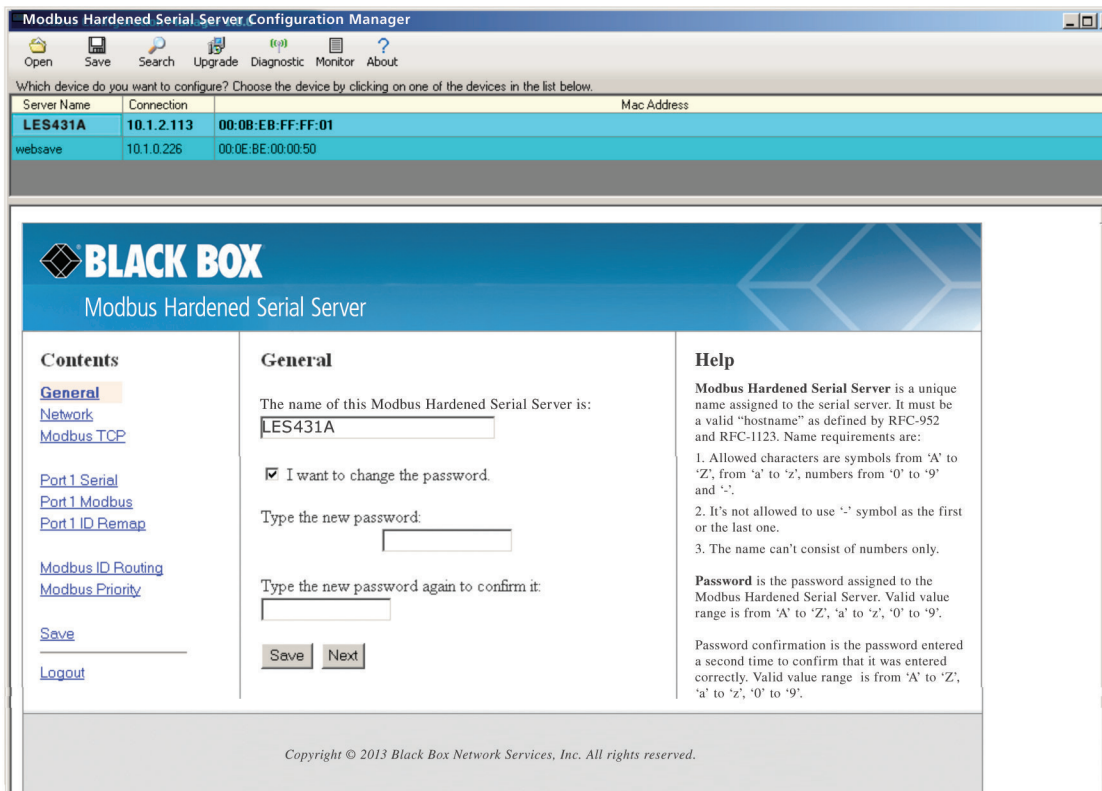 Modbus Hardened Serial Server Configuration Manager
Open Save Search Upgrade Diagnostic Monitor About
Which device do you want to configure? Choose the device by clicking on one of the devices in the list below.
Server Name Connection Mac Address
LES431A 10.1.2.113 00:0B:EB:FF:FF:01
websave 10.1.0.226 00:0E:BE:00:00:50
BLACK BOX
®
Modbus Hardened Serial Server
Contents
General
Network
Modbus TCP
Port 1 Serial
Port 1 Modbus
Port 1 ID Remap
Modbus ID Routing
Modbus Priority
Save
Logout
General
The name of this Modbus Hardened Serial Server is:
LES431A
I want to change the password.
Type the new password:
Type the new password again to confirm it:
Save Next
Help
Modbus Hardened Serial Server is a unique
name assigned to the serial server. It must be
a valid “hostname” as defined by RFC-952
and RFC-1123. Name requirements are:
1. Allowed characters are symbols from ‘A’ to
‘Z’, from ‘a’ to ‘z’, numbers from ‘0’ to ‘9’
and ‘-’.
2. It’s not allowed to use ‘-’ symbol as the first
or the last one.
3. The name can’t consist of numbers only.
Password is the password assigned to the
Modbus Hardened Serial Server. Valid value
range is from ‘A’ to ‘Z’, ‘a’ to ‘z’, ‘0’ to ‘9’.
Password confirmation is the password entered
a second time to confirm that it was entered
correctly. Valid value range is from ‘A’ to ‘Z’,
‘a’ to ‘z’, ‘0’ to ‘9’.
Copyright © 2013 Black Box Network Services, Inc. All rights reserved.